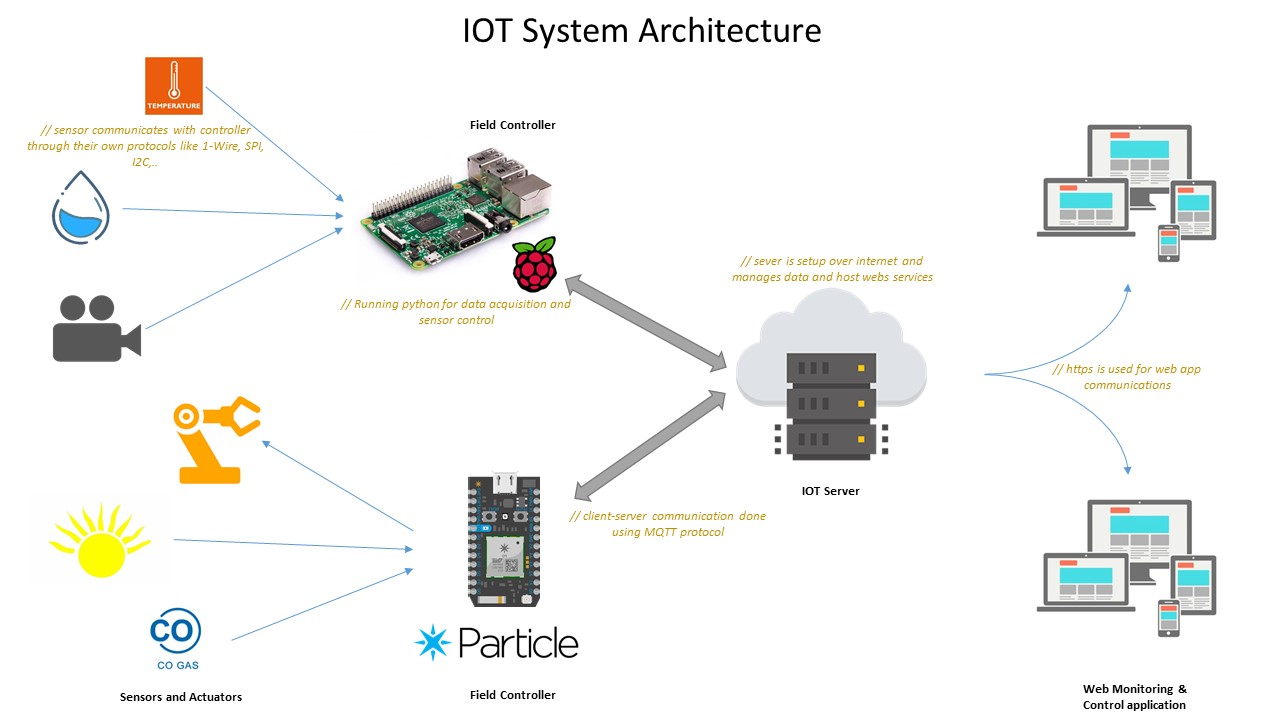 IOT System Architecture
TEMPERATURE
// sensor communicates with controller
through their own protocols like 1-Wire, SPI,
I2C,..
Field Controller
// Running python for data acquisition and
sensor control
// sever is setup over internet and
manages data and host webs services
// https is used for web app
communications
IOT Server
// client-server communication done
using MQTT protocol
CO
CO GAS
Particle
Sensors and Actuators
Field Controller
Web Monitoring &
Control application